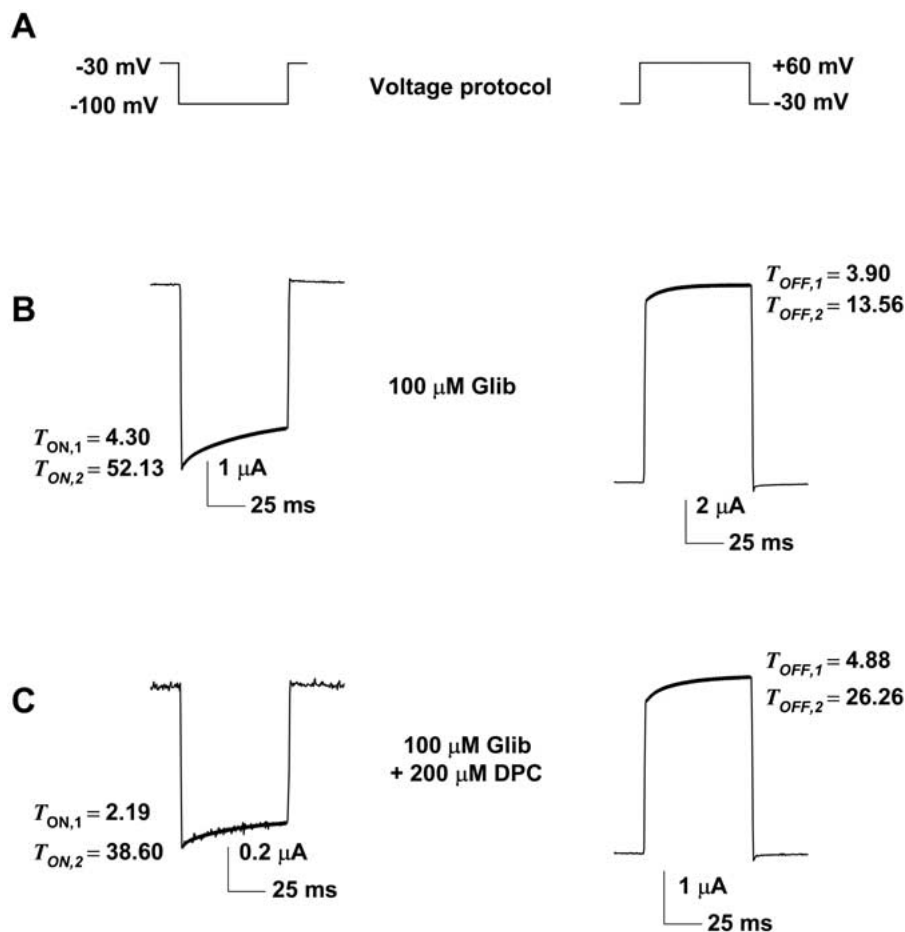 A
-30 mV
-100 mV
Voltage protocol
+60 mV
-30 mV
B
T_ON,1 = 4.30
T_ON,2 = 52.13
1 μA
25 ms
100 μM Glib
T_OFF,1 = 3.90
T_OFF,2 = 13.56
2 μA
25 ms
C
T_ON,1 = 2.19
T_ON,2 = 38.60
0.2 μA
25 ms
100 μM Glib
+ 200 μM DPC
T_OFF,1 = 4.88
T_OFF,2 = 26.26
1 μA
25 ms